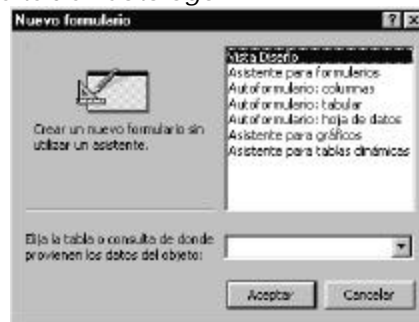 Nuevo formulario
Vista Diseño
Asistente para formularios
Autoformulario: columnas
Autoformulario: tabular
Autoformulario: hoja de datos
Asistente para gráficos
Asistente para tablas dinámicas
Crear un nuevo formulario sin
utilizar un asistente.
Elija la tabla o consulta de donde
provienen los datos del objeto:
Aceptar
Cancelar